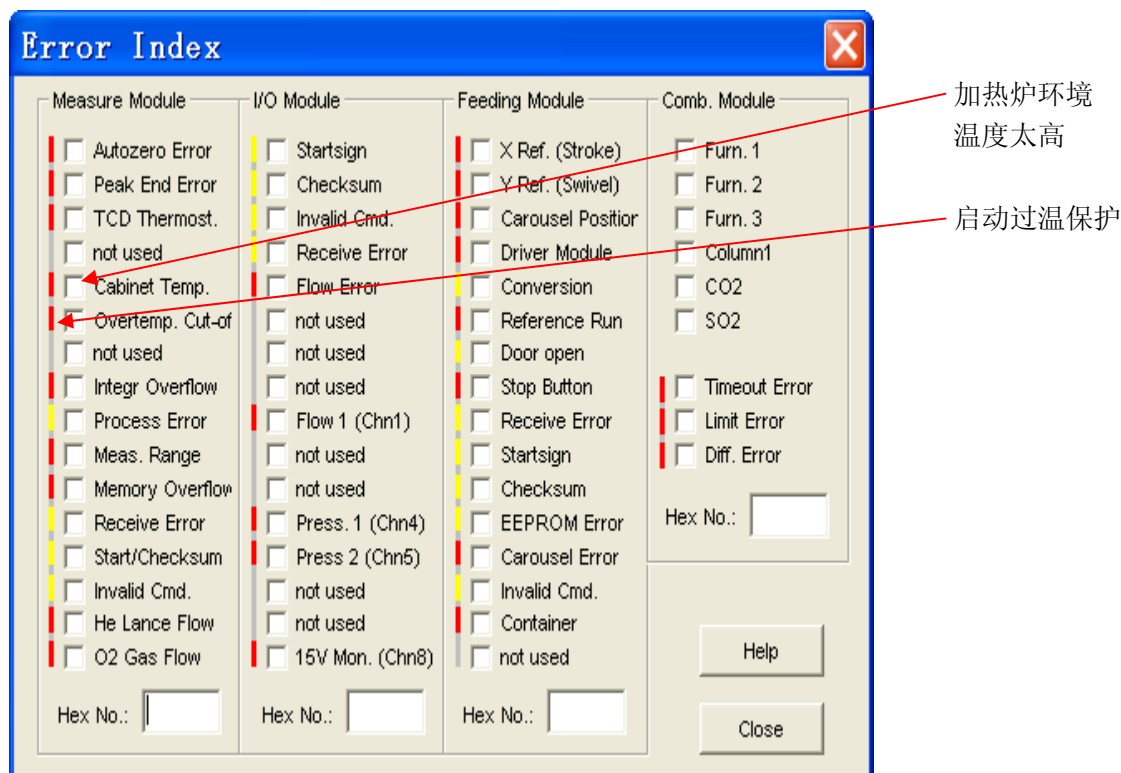 Error Index
Measure Module
Autozero Error
Peak End Error
TCD Thermost.
not used
Cabinet Temp.
Overtemp. Cut-of
not used
Integr Overflow
Process Error
Meas. Range
Memory Overflow
Receive Error
Start/Checksum
Invalid Cmd.
He Lance Flow
O2 Gas Flow
Hex No.:
I/O Module
Startsign
Checksum
Invalid Cmd.
Receive Error
Flow Error
not used
not used
not used
Flow 1 (Chn1)
not used
not used
Press. 1 (Chn4)
Press 2 (Chn5)
not used
not used
15V Mon. (Chn8)
Hex No.:
Feeding Module
X Ref. (Stroke)
Y Ref. (Swivel)
Carousel Position
Driver Module
Conversion
Reference Run
Door open
Stop Button
Receive Error
Startsign
Checksum
EEPROM Error
Carousel Error
Invalid Cmd.
Container
not used
Hex No.:
Comb. Module
Furn. 1
Furn. 2
Furn. 3
Column1
CO2
SO2
Timeout Error
Limit Error
Diff. Error
Hex No.:
Help
Close
加热炉环境
温度太高
启动过温保护